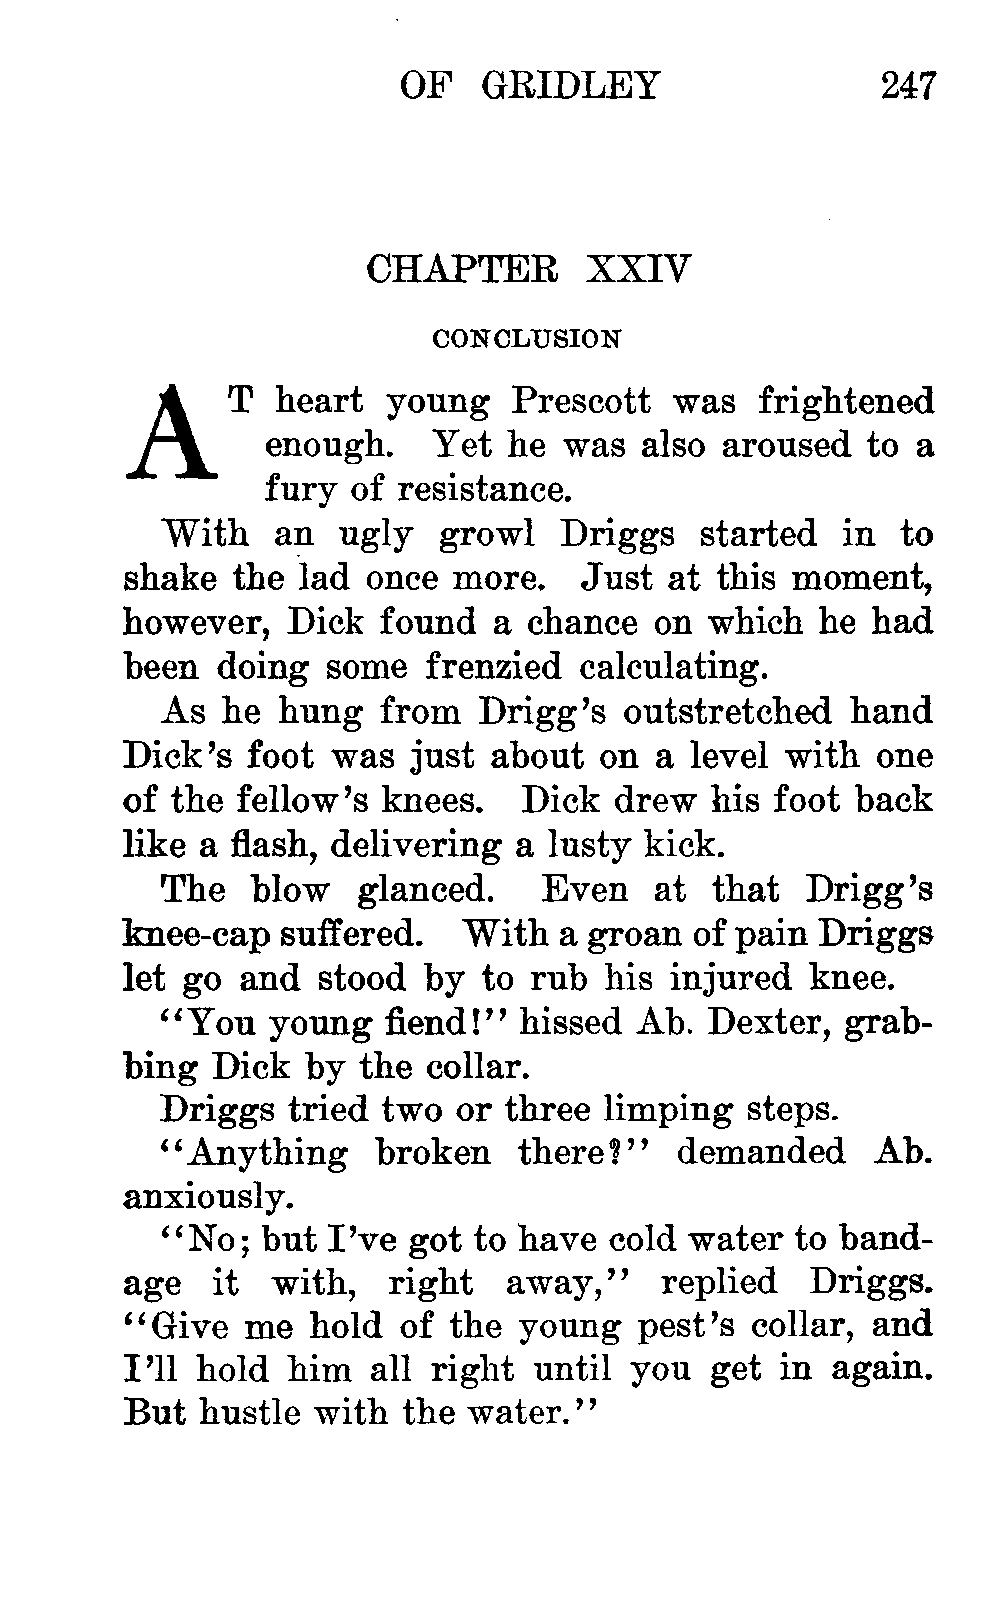 OF GRIDLEY 247
CHAPTER XXIV
CONCLUSION
AT heart young Prescott was frightened
enough. Yet he was also aroused to a
fury of resistance.
With an ugly growl Driggs started in to
shake the lad once more. Just at this moment,
however, Dick found a chance on which he had
been doing some frenzied calculating.
As he hung from Drigg's outstretched hand
Dick's foot was just about on a level with one
of the fellow's knees. Dick drew his foot back
like a flash, delivering a lusty kick.
The blow glanced. Even at that Drigg's
knee-cap suffered. With a groan of pain Driggs
let go and stood by to rub his injured knee.
"You young fiend!" hissed Ab. Dexter, grab-
bing Dick by the collar.
Driggs tried two or three limping steps.
"Anything broken there?" demanded Ab.
anxiously.
"No; but I've got to have cold water to band-
age it with, right away," replied Driggs.
"Give me hold of the young pest's collar, and
I'll hold him all right until you get in again.
But hustle with the water."